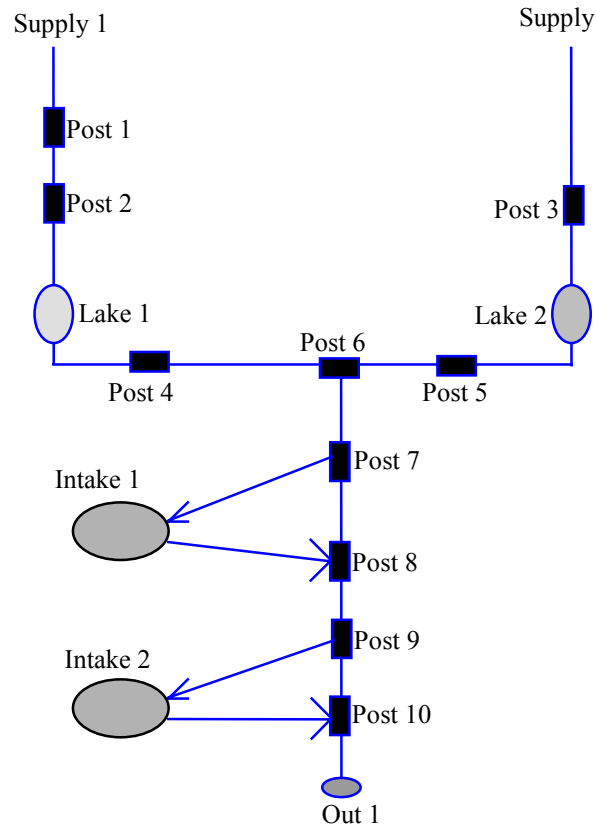 Supply 1
Supply
Post 1
Post 2
Post 3
Lake 1
Lake 2
Post 6
Post 4
Post 5
Post 7
Intake 1
Post 8
Post 9
Intake 2
Post 10
Out 1